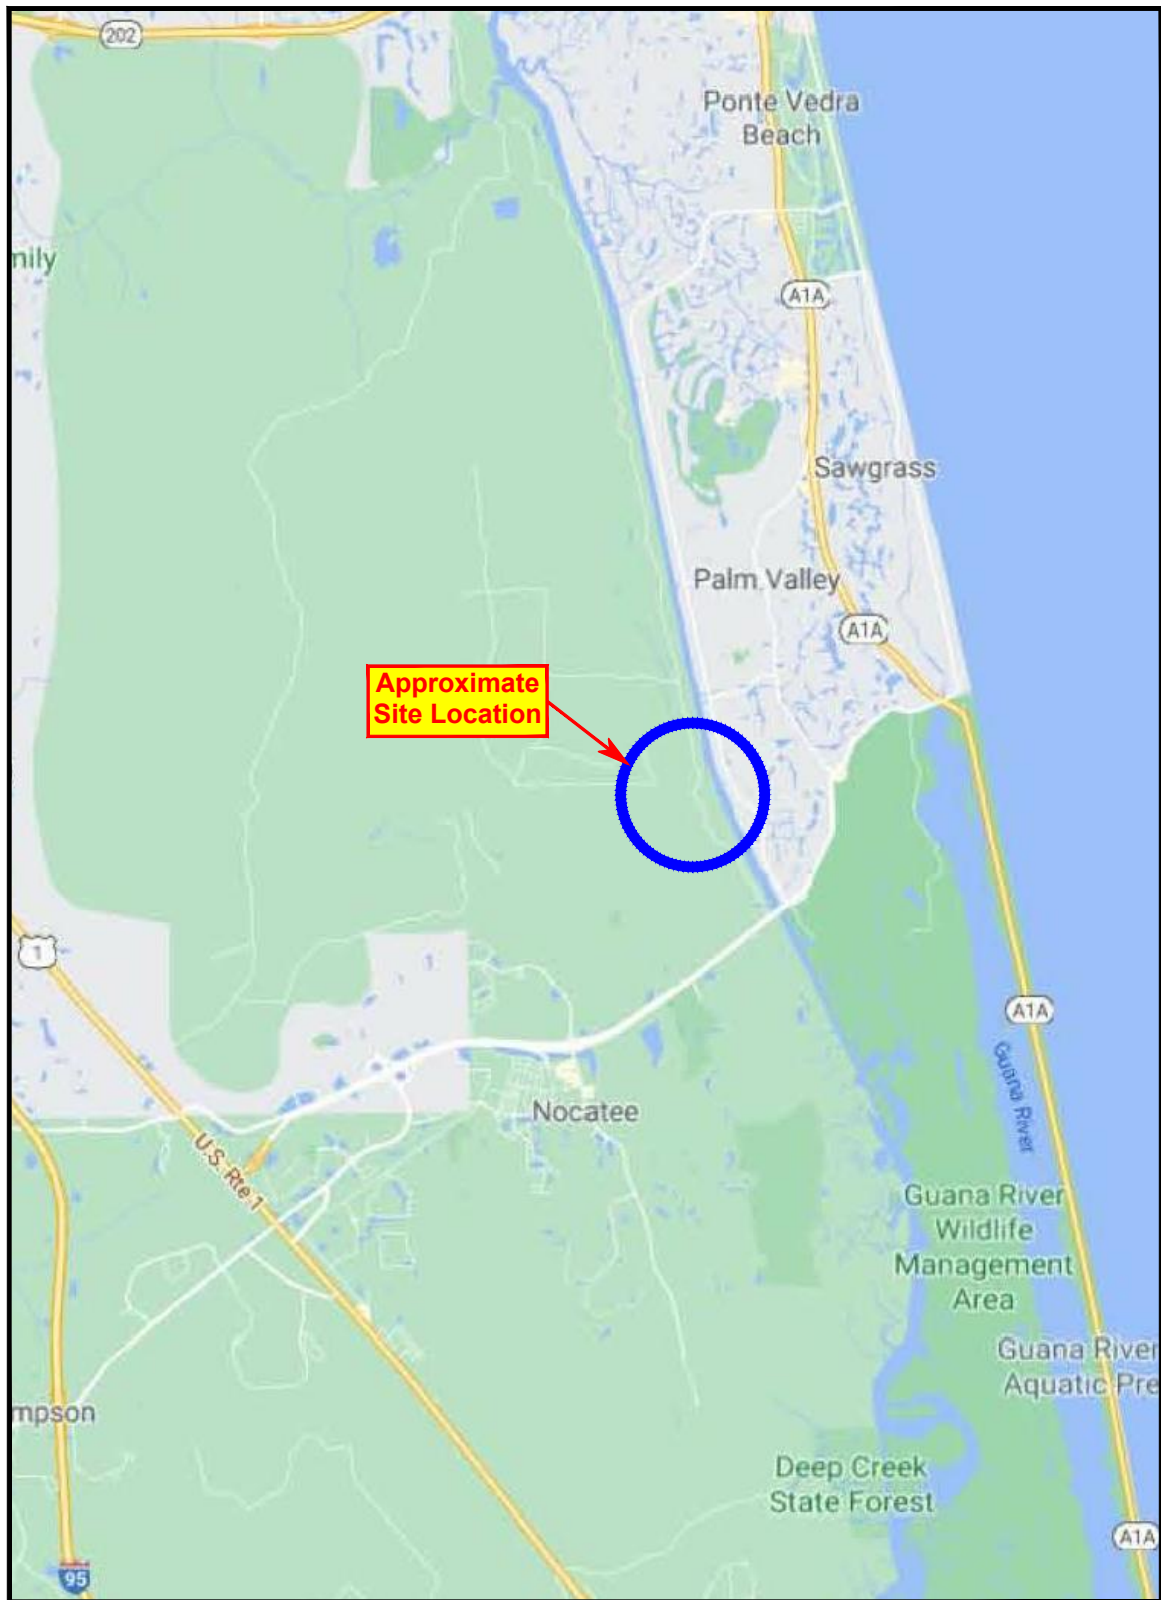 202
Ponte Vedra
Beach
nily
A1A
Sawgrass
Palm Valley
A1A
Approximate
Site Location
1
A1A
Guana River
Nocatee
U.S. Rte 1
Guana River
Wildlife
Management
Area
Guana River
Aquatic Pre
mpson
Deep Creek
State Forest
A1A
95